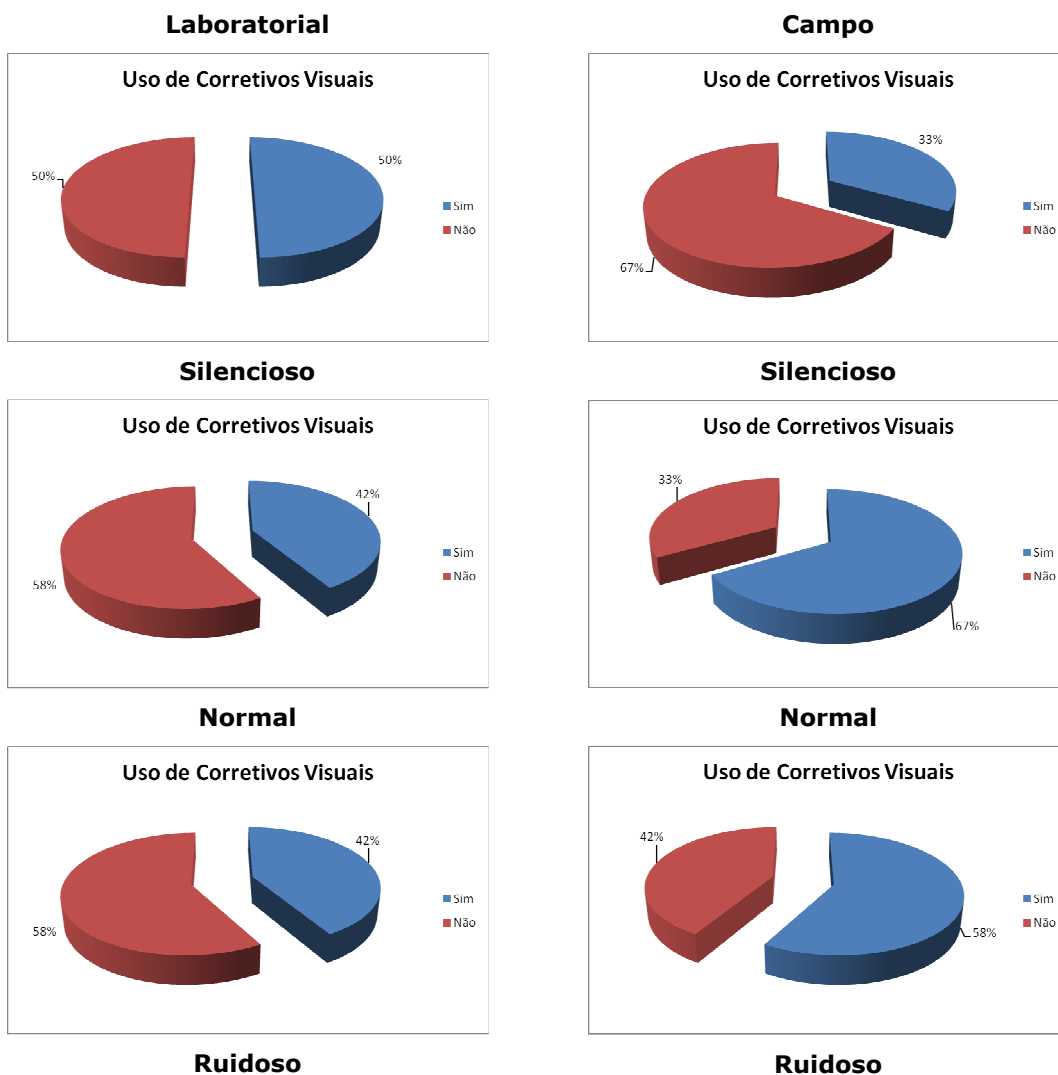 Laboratorial
Campo
Uso de Corretivos Visuais
50%
50%
Sim
Não
Uso de Corretivos Visuais
33%
67%
Sim
Não
Silencioso
Silencioso
Uso de Corretivos Visuais
42%
58%
Sim
Não
Uso de Corretivos Visuais
33%
67%
Sim
Não
Normal
Normal
Uso de Corretivos Visuais
42%
58%
Sim
Não
Uso de Corretivos Visuais
42%
58%
Sim
Não
Ruidoso
Ruidoso